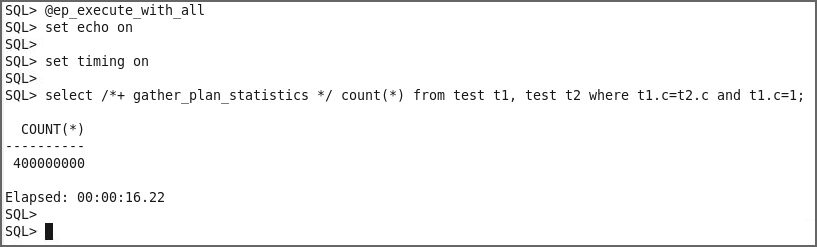 SQL> @ep_execute_with_all
SQL> set echo on
SQL>
SQL> set timing on
SQL>
SQL> select /*+ gather_plan_statistics */ count(*) from test t1, test t2 where t1.c=t2.c and t1.c=1;
COUNT(*)
----------
400000000
Elapsed: 00:00:16.22
SQL>
SQL>